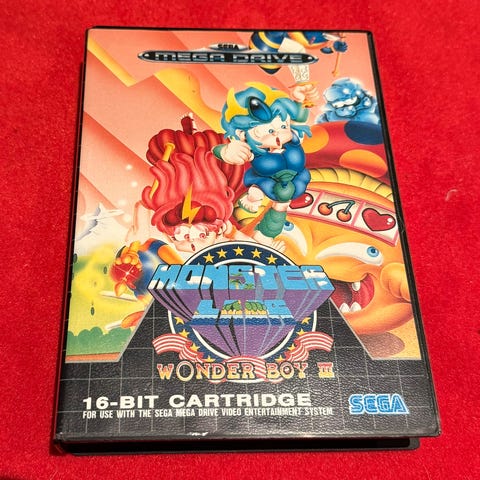 SEGA
MEGA DRIVE
MONSTER
LAIR
WONDER BOY III
16-BIT CARTRIDGE
FOR USE WITH THE SEGA MEGA DRIVE VIDEO ENTERTAINMENT SYSTEM
SEGA